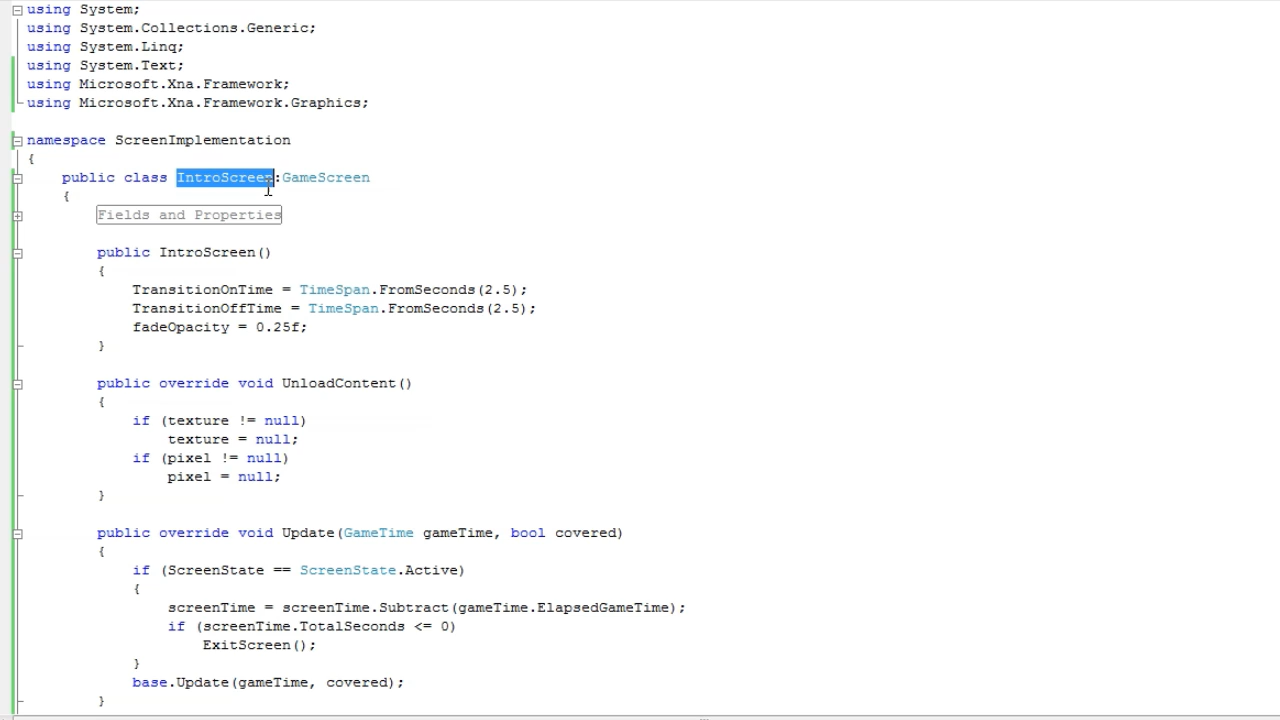 using System;
using System.Collections.Generic;
using System.Linq;
using System.Text;
using Microsoft.Xna.Framework;
using Microsoft.Xna.Framework.Graphics;
namespace ScreenImplementation
{
public class IntroScreen:GameScreen
{
Fields and Properties
public IntroScreen()
{
TransitionOnTime = TimeSpan.FromSeconds(2.5);
TransitionOffTime = TimeSpan.FromSeconds(2.5);
fadeOpacity = 0.25f;
}
public override void UnloadContent()
{
if (texture != null)
texture = null;
if (pixel != null)
pixel = null;
}
public override void Update(GameTime gameTime, bool covered)
{
if (ScreenState == ScreenState.Active)
{
screenTime = screenTime.Subtract(gameTime.ElapsedGameTime);
if (screenTime.TotalSeconds <= 0)
ExitScreen();
}
base.Update(gameTime, covered);
}